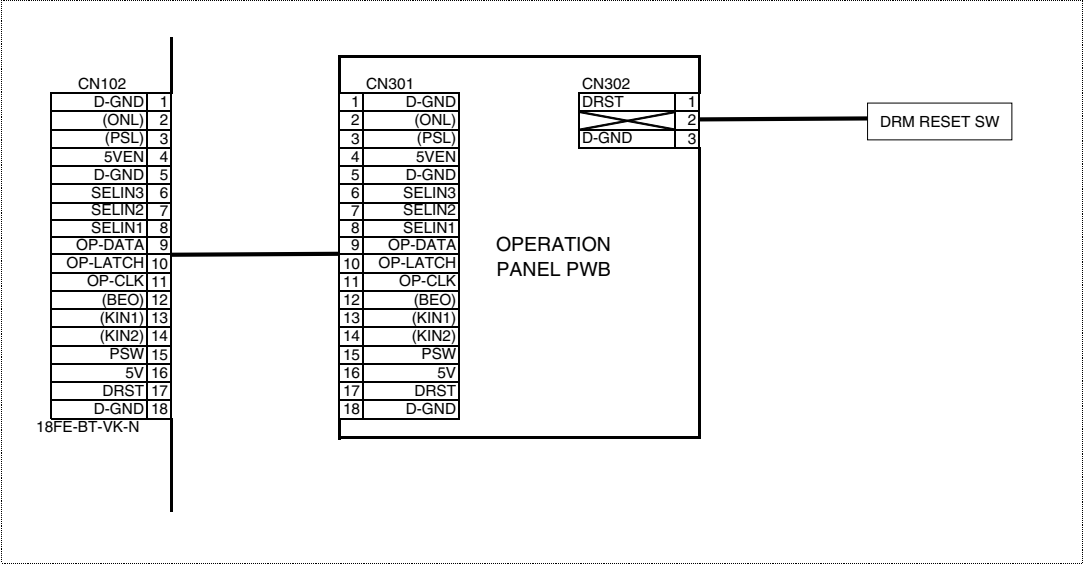 CN102
D-GND 1
(ONL) 2
(PSL) 3
5VEN 4
D-GND 5
SELIN3 6
SELIN2 7
SELIN1 8
OP-DATA 9
OP-LATCH 10
OP-CLK 11
(BEO) 12
(KIN1) 13
(KIN2) 14
PSW 15
5V 16
DRST 17
D-GND 18
18FE-BT-VK-N
CN301
1 D-GND
2 (ONL)
3 (PSL)
4 5VEN
5 D-GND
6 SELIN3
7 SELIN2
8 SELIN1
9 OP-DATA
10 OP-LATCH
11 OP-CLK
12 (BEO)
13 (KIN1)
14 (KIN2)
15 PSW
16 5V
17 DRST
18 D-GND
OPERATION
PANEL PWB
CN302
DRST 1
2
D-GND 3
DRM RESET SW